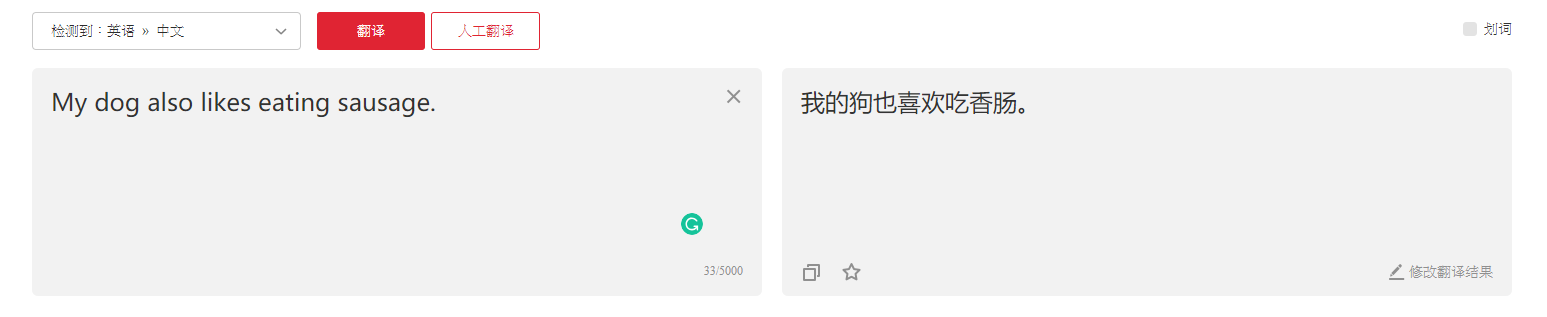 检测到：英语 » 中文
翻译
人工翻译
划词
My dog also likes eating sausage.
33/5000
我的狗也喜欢吃香肠。
修改翻译结果